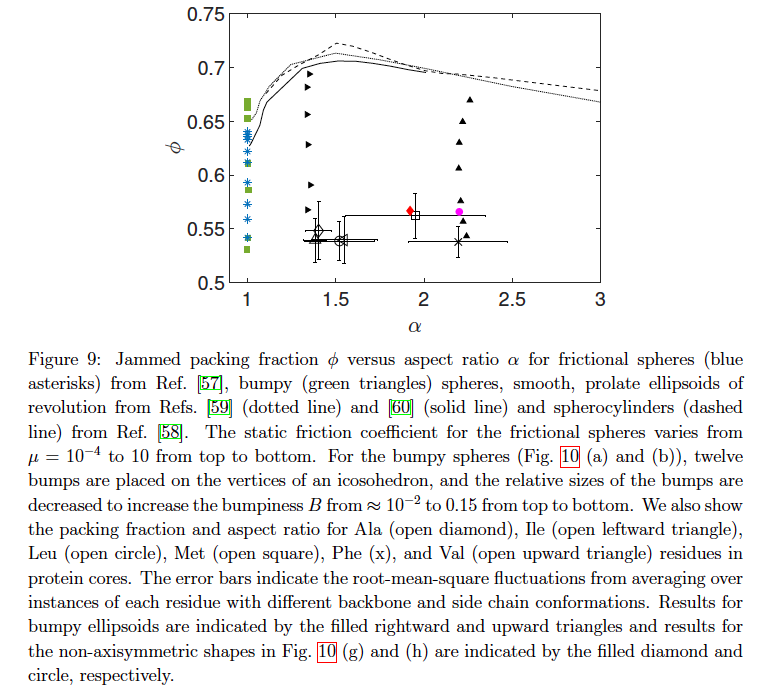 0.75
0.7
0.65
0.6
0.55
0.5
ϕ
1
1.5
2
2.5
3
α
Figure 9: Jammed packing fraction ϕ versus aspect ratio α for frictional spheres (blue
asterisks) from Ref. [57], bumpy (green triangles) spheres, smooth, prolate ellipsoids of
revolution from Refs. [59] (dotted line) and [60] (solid line) and spherocylinders (dashed
line) from Ref. [58]. The static friction coefficient for the frictional spheres varies from
μ = 10⁻⁴ to 10 from top to bottom. For the bumpy spheres (Fig. 10 (a) and (b)), twelve
bumps are placed on the vertices of an icosohedron, and the relative sizes of the bumps are
decreased to increase the bumpiness B from ≈ 10⁻² to 0.15 from top to bottom. We also show
the packing fraction and aspect ratio for Ala (open diamond), Ile (open leftward triangle),
Leu (open circle), Met (open square), Phe (x), and Val (open upward triangle) residues in
protein cores. The error bars indicate the root-mean-square fluctuations from averaging over
instances of each residue with different backbone and side chain conformations. Results for
bumpy ellipsoids are indicated by the filled rightward and upward triangles and results for
the non-axisymmetric shapes in Fig. 10 (g) and (h) are indicated by the filled diamond and
circle, respectively.